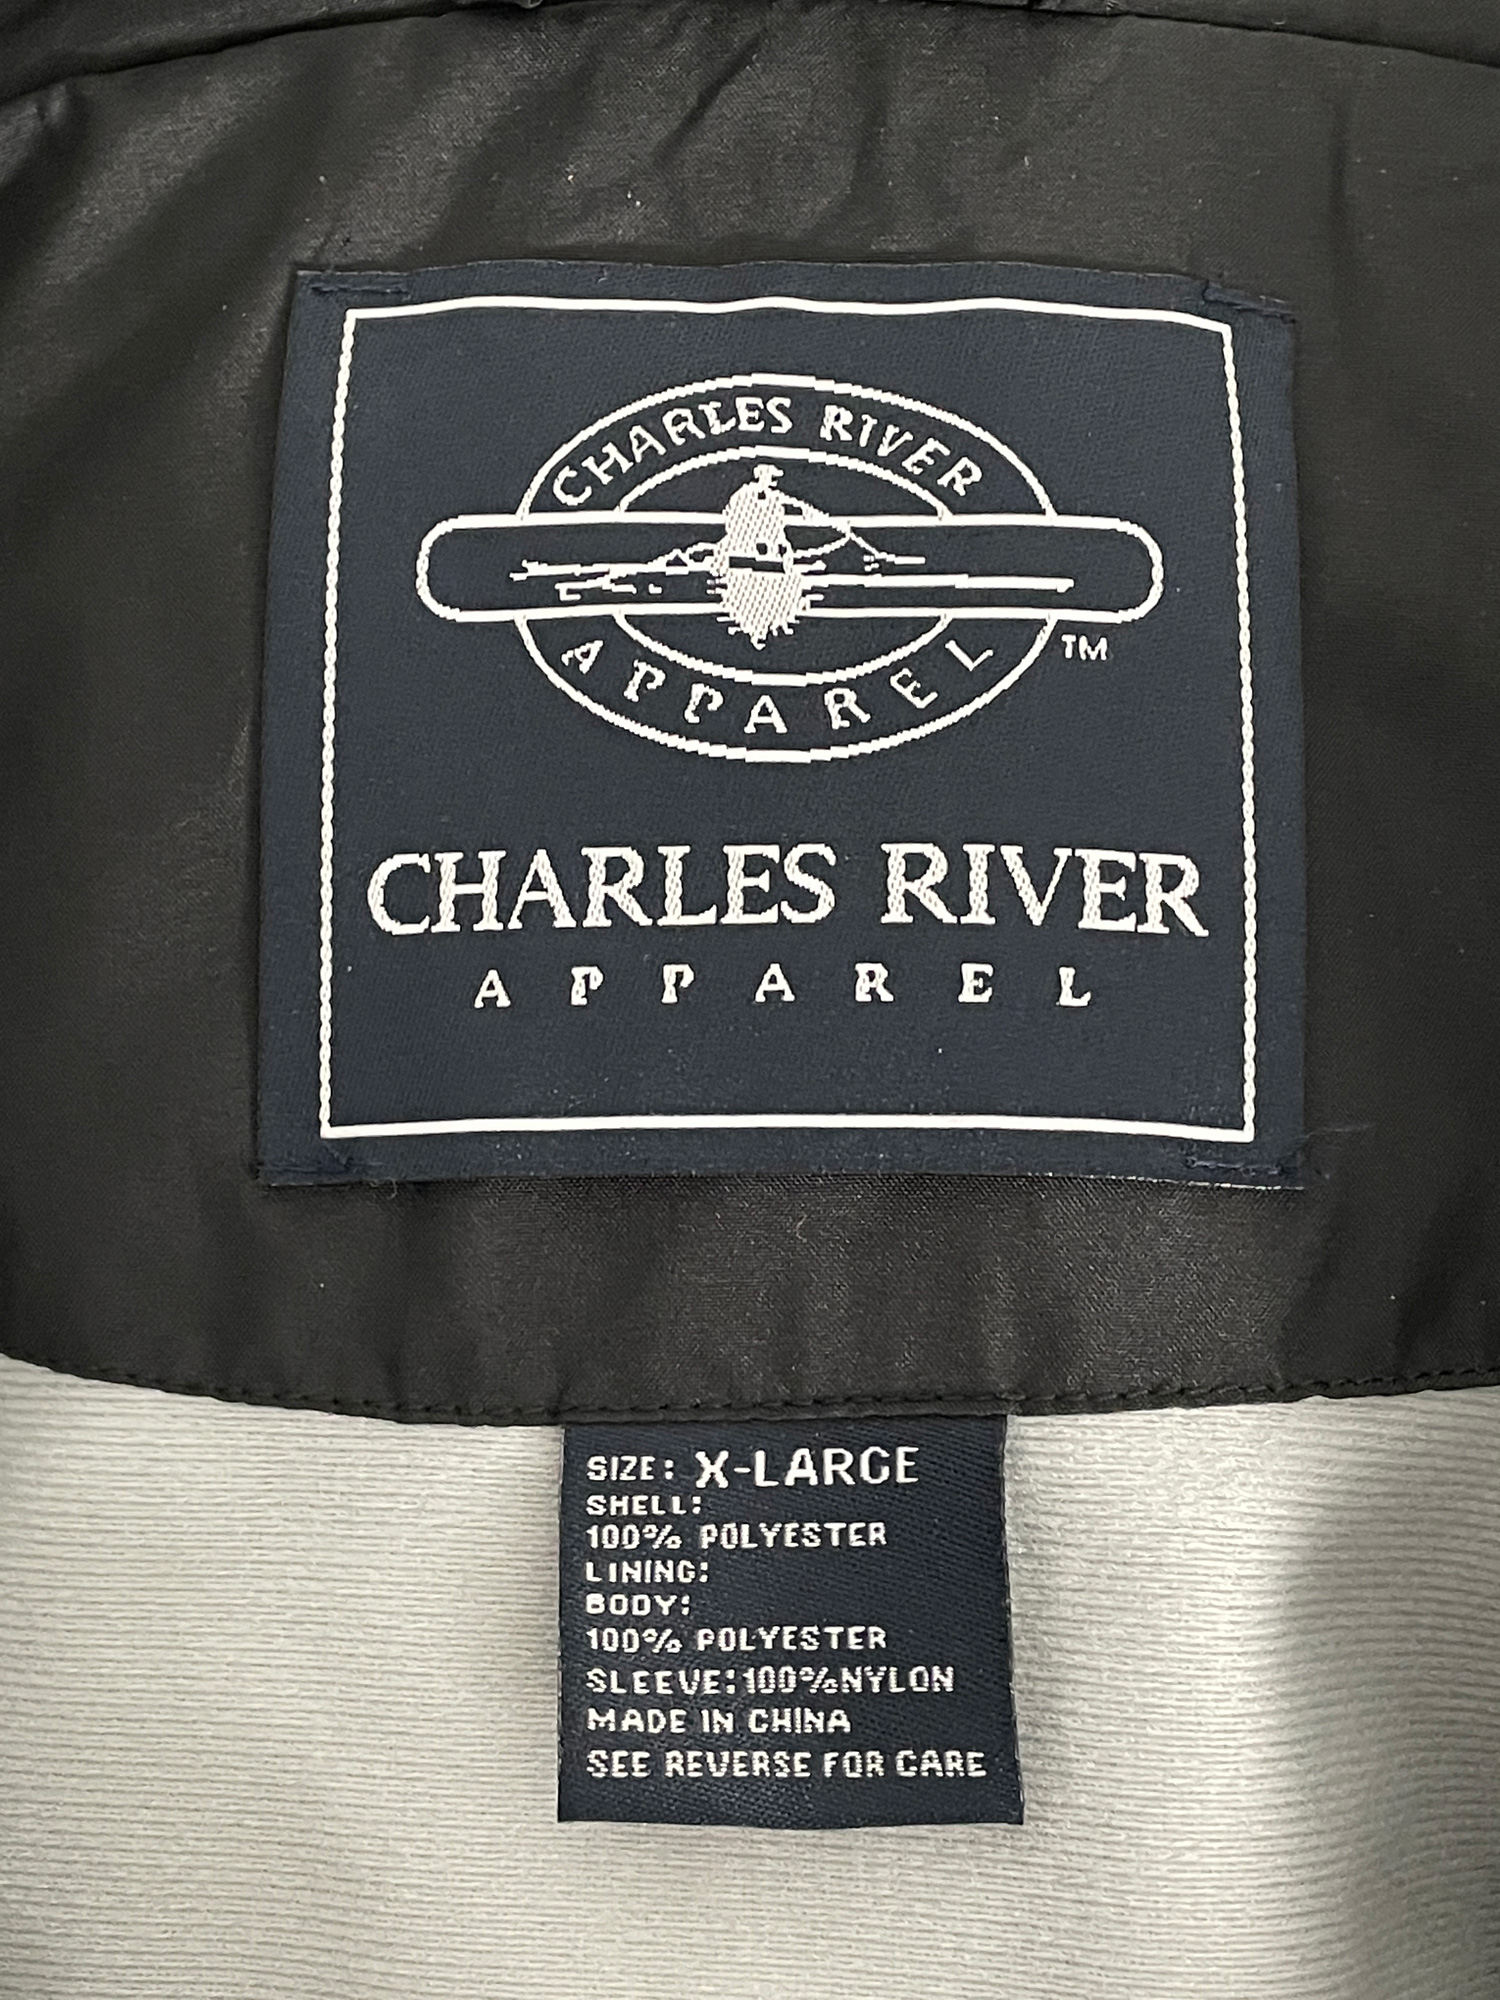 CHARLES RIVER
APPAREL
TM
CHARLES RIVER
APPAREL
SIZE: X-LARGE
SHELL:
100% POLYESTER
LINING:
BODY:
100% POLYESTER
SLEEVE:100%NYLON
MADE IN CHINA
SEE REVERSE FOR CARE